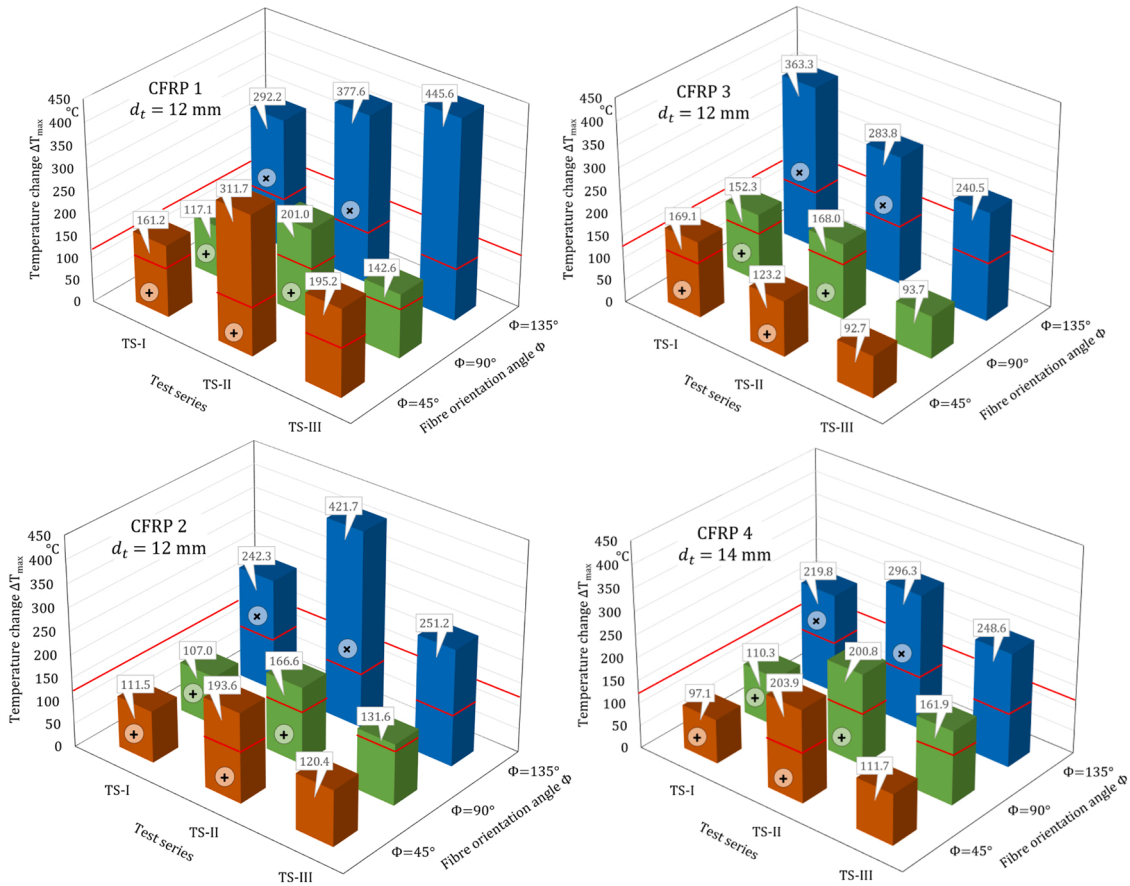 CFRP 1
d_t = 12 mm
Temperature change ΔT_max
°C
450
400
350
300
250
200
150
100
50
0
292.2
377.6
445.6
117.1
201.0
142.6
161.2
311.7
195.2
×
×
+
+
+
+
TS-I
TS-II
TS-III
Test series
Φ=45°
Φ=90°
Φ=135°
Fibre orientation angle Φ
CFRP 3
d_t = 12 mm
Temperature change ΔT_max
°C
450
400
350
300
250
200
150
100
50
0
363.3
283.8
240.5
152.3
168.0
93.7
169.1
123.2
92.7
×
×
+
+
+
+
TS-I
TS-II
TS-III
Test series
Φ=45°
Φ=90°
Φ=135°
Fibre orientation angle Φ
CFRP 2
d_t = 12 mm
Temperature change ΔT_max
°C
450
400
350
300
250
200
150
100
50
0
242.3
421.7
251.2
107.0
166.6
131.6
111.5
193.6
120.4
×
×
+
+
+
+
TS-I
TS-II
TS-III
Test series
Φ=45°
Φ=90°
Φ=135°
Fibre orientation angle Φ
CFRP 4
d_t = 14 mm
Temperature change ΔT_max
°C
450
400
350
300
250
200
150
100
50
0
219.8
296.3
248.6
110.3
200.8
161.9
97.1
203.9
111.7
×
×
+
+
+
+
TS-I
TS-II
TS-III
Test series
Φ=45°
Φ=90°
Φ=135°
Fibre orientation angle Φ